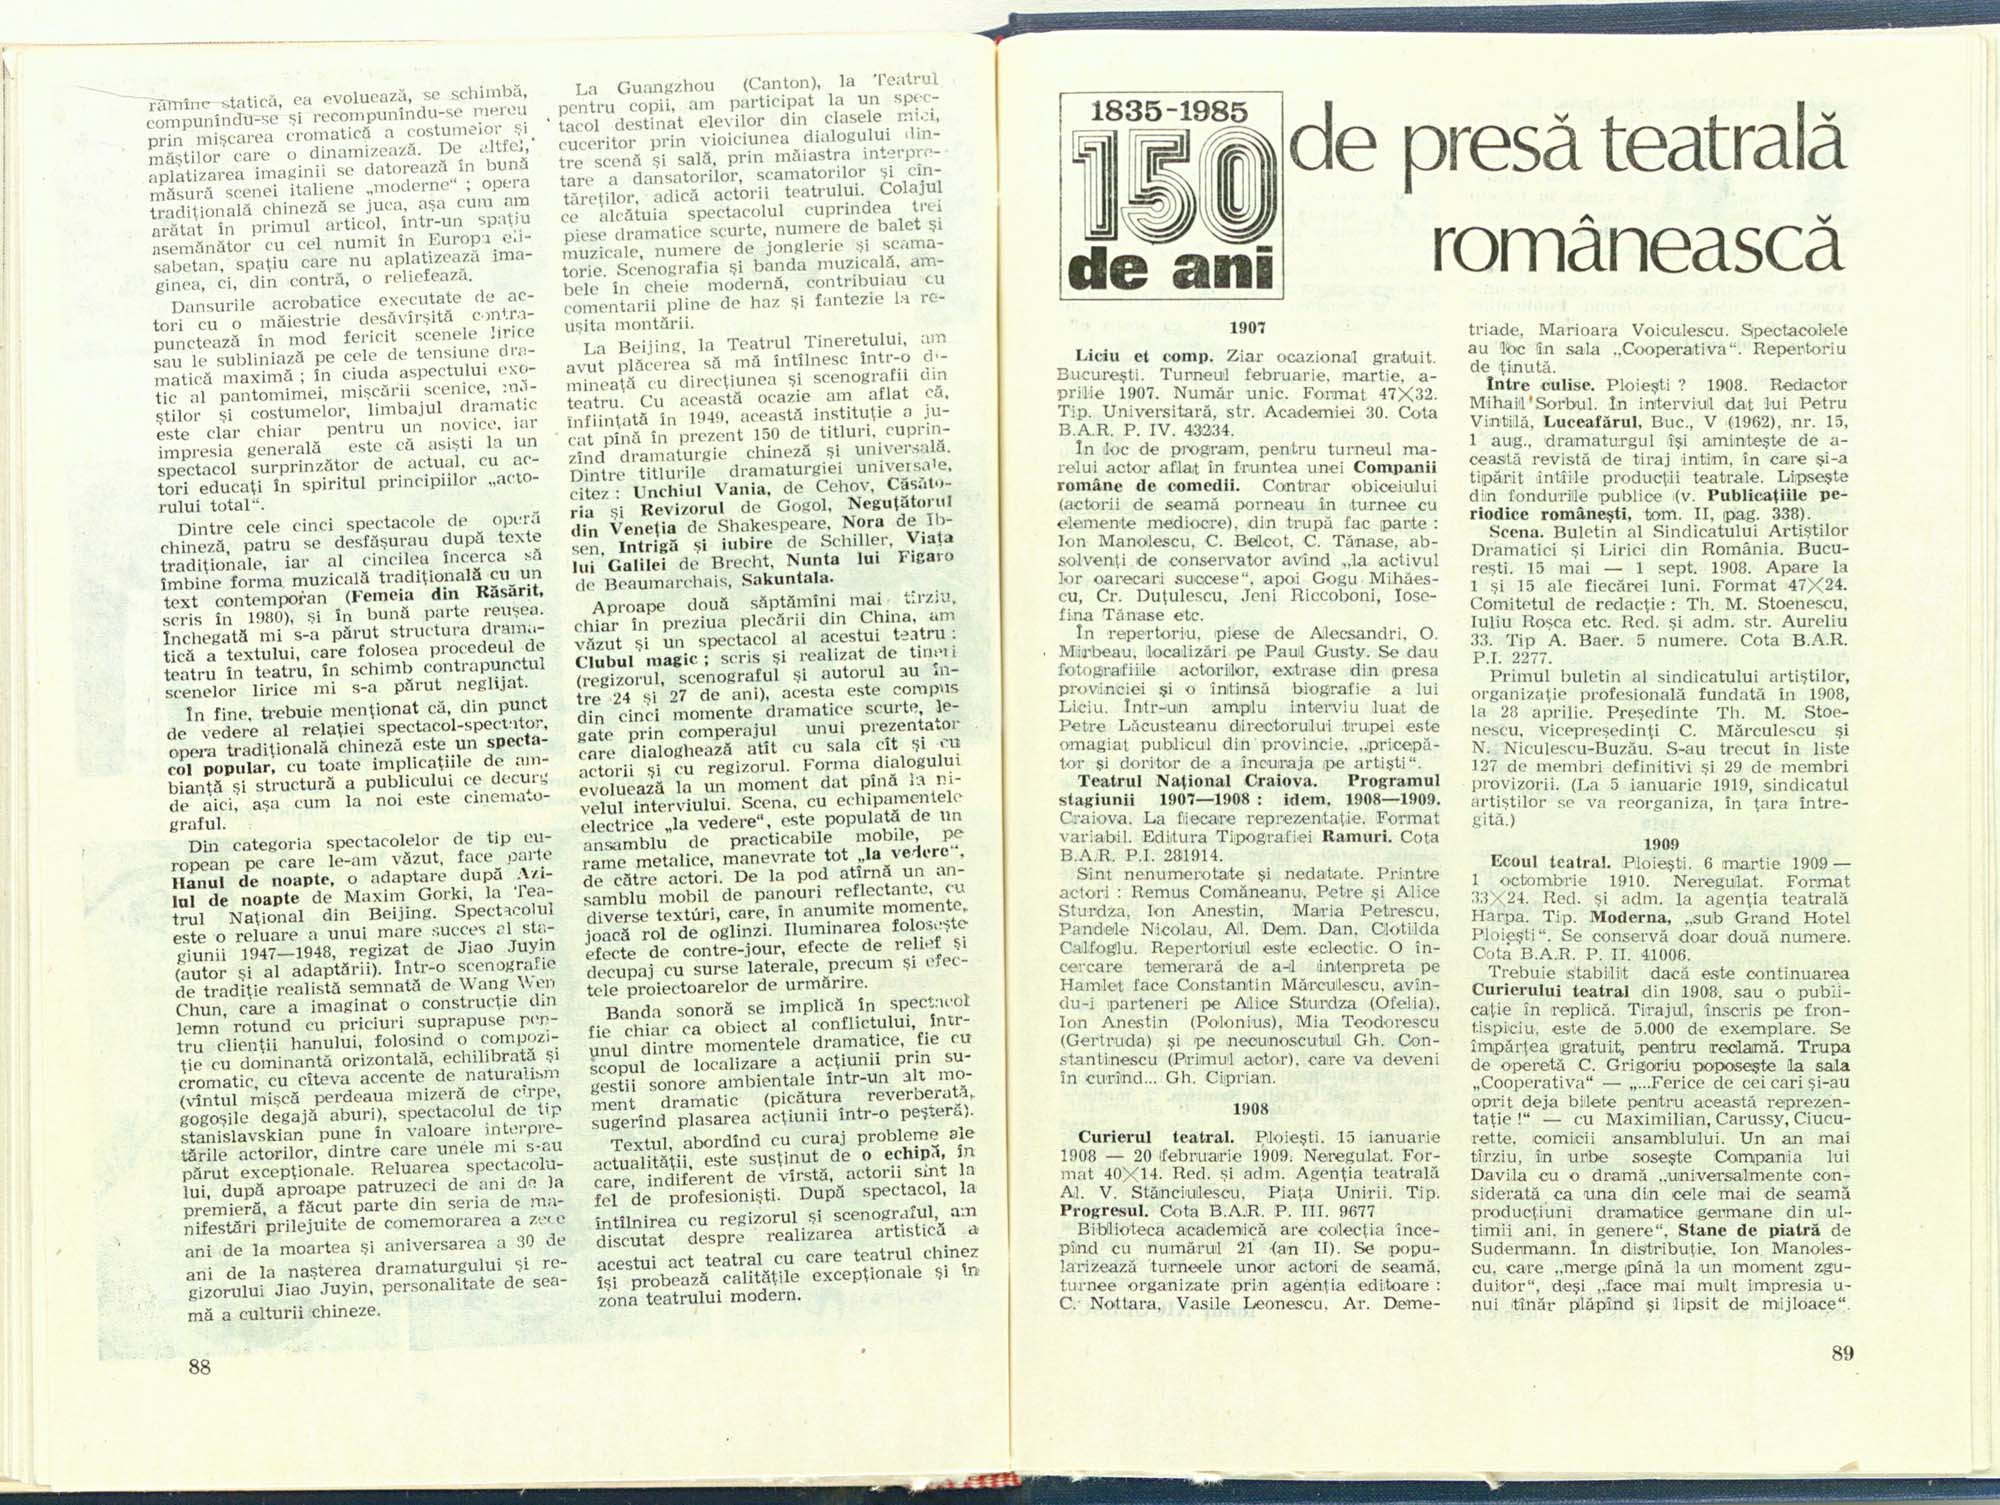 rămîne statică, ea evoluează, se schimbă,
compunîndu-se și recompunîndu-se mereu
prin mișcarea cromatică a costumelor și
măștilor care o dinamizează. De altfel,
aplatizarea imaginii se datorează în bună
măsură scenei italiene „moderne“ ; opera
tradițională chineză se juca, așa cum am
arătat în primul articol, într-un spațiu
asemănător cu cel numit în Europa eli-
sabetan, spațiu care nu aplatizează ima-
ginea, ci, din contră, o reliefează.
Dansurile acrobatice executate de ac-
tori cu o măiestrie desăvîrșită contra-
punctează în mod fericit scenele lirice
sau le subliniază pe cele de tensiune dra-
matică maximă ; în ciuda aspectului exo-
tic al pantomimei, mișcării scenice, mă-
știlor și costumelor, limbajul dramatic
este clar chiar pentru un novice, iar
impresia generală este că asiști la un
spectacol surprinzător de actual, cu ac-
tori educați în spiritul principiilor „acto-
rului total“.
Dintre cele cinci spectacole de operă
chineză, patru se desfășurau după texte
tradiționale, iar al cincilea încerca să
îmbine forma muzicală tradițională cu un
text contemporan (Femeia din Răsărit,
scris în 1980), și în bună parte reușea.
Închegată mi s-a părut structura drama-
tică a textului, care folosea procedeul de
teatru în teatru, în schimb contrapunctul
scenelor lirice mi s-a părut neglijat.
În fine, trebuie menționat că, din punct
de vedere al relației spectacol-spectator,
opera tradițională chineză este un specta-
col popular, cu toate implicațiile de am-
bianță și structură a publicului ce decurg
de aici, așa cum la noi este cinemato-
graful.
Din categoria spectacolelor de tip eu-
ropean pe care le-am văzut, face parte
Hanul de noapte, o adaptare după Azi-
lul de noapte de Maxim Gorki, la Tea-
trul Național din Beijing. Spectacolul
este o reluare a unui mare succes al sta-
giunii 1947—1948, regizat de Jiao Juyin
(autor și al adaptării). Într-o scenografie
de tradiție realistă semnată de Wang Wen
Chun, care a imaginat o construcție din
lemn rotund cu priciuri suprapuse pen-
tru clienții hanului, folosind o compozi-
ție cu dominantă orizontală, echilibrată și
cromatic, cu cîteva accente de naturalism
(vîntul mișcă perdeaua mizeră de cîrpe,
gogoșile degajă aburi), spectacolul de tip
stanislavskian pune în valoare interpre-
tările actorilor, dintre care unele mi s-au
părut excepționale. Reluarea spectacolu-
lui, după aproape patruzeci de ani de la
premieră, a făcut parte din seria de ma-
nifestări prilejuite de comemorarea a zece
ani de la moartea și aniversarea a 80 de
ani de la nașterea dramaturgului și re-
gizorului Jiao Juyin, personalitate de sea-
mă a culturii chineze.
88
La Guangzhou (Canton), la Teatrul
pentru copii, am participat la un spec-
tacol destinat elevilor din clasele mici,
cuceritor prin vioiciunea dialogului din-
tre scenă și sală, prin măiastra interpre-
tare a dansatorilor, scamatorilor și cîn-
tăreților, adică actorii teatrului. Colajul
ce alcătuia spectacolul cuprindea trei
piese dramatice scurte, numere de balet și
muzicale, numere de jonglerie și scama-
torie. Scenografia și banda muzicală, am-
bele în cheie modernă, contribuiau cu
comentarii pline de haz și fantezie la re-
ușita montării.
La Beijing, la Teatrul Tineretului, am
avut plăcerea să mă întîlnesc într-o di-
mineață cu direcțiunea și scenografii din
teatru. Cu această ocazie am aflat că,
înființată în 1949, această instituție a ju-
cat pînă în prezent 150 de titluri, cuprin-
zînd dramaturgie chineză și universală.
Dintre titlurile dramaturgiei universale,
citez : Unchiul Vania, de Cehov, Căsăto-
ria și Revizorul de Gogol, Neguțătorul
din Veneția de Shakespeare, Nora de Ib-
sen, Intrigă și iubire de Schiller, Viața
lui Galilei de Brecht, Nunta lui Figaro
de Beaumarchais, Sakuntala.
Aproape două săptămîni mai tîrziu,
chiar în preziua plecării din China, am
văzut și un spectacol al acestui teatru :
Clubul magic ; scris și realizat de tineri
(regizorul, scenograful și autorul au în-
tre 24 și 27 de ani), acesta este compus
din cinci momente dramatice scurte, le-
gate prin comperajul unui prezentator
care dialoghează atît cu sala cît și cu
actorii și cu regizorul. Forma dialogului
evoluează la un moment dat pînă la ni-
velul interviului. Scena, cu echipamentele
electrice „la vedere“, este populată de un
ansamblu de practicabile mobile, pe
rame metalice, manevrate tot „la vedere“,
de către actori. De la pod atîrnă un an-
samblu mobil de panouri reflectante, cu
diverse texturi, care, în anumite momente,
joacă rol de oglinzi. Iluminarea folosește
efecte de contre-jour, efecte de relief și
decupaj cu surse laterale, precum și efec-
tele proiectoarelor de urmărire.
Banda sonoră se implică în spectacol
fie chiar ca obiect al conflictului, într-
unul dintre momentele dramatice, fie cu
scopul de localizare a acțiunii prin su-
gestii sonore ambientale într-un alt mo-
ment dramatic (picătura reverberată,
sugerînd plasarea acțiunii într-o peșteră).
Textul, abordînd cu curaj probleme ale
actualității, este susținut de o echipă, în
care, indiferent de vîrstă, actorii sînt la
fel de profesioniști. După spectacol, la
întîlnirea cu regizorul și scenograful, am
discutat despre realizarea artistică a
acestui act teatral cu care teatrul chinez
își probează calitățile excepționale și în
zona teatrului modern.
1835-1985
150
de ani
de presă teatrală
românească
1907
Liciu et comp. Ziar ocazional gratuit.
București. Turneul februarie, martie, a-
prilie 1907. Număr unic. Format 47×32.
Tip. Universitară, str. Academiei 30. Cota
B.A.R. P. IV. 43234.
În loc de program, pentru turneul ma-
relui actor aflat în fruntea unei Companii
române de comedii. Contrar obiceiului
(actorii de seamă porneau în turnee cu
elemente mediocre), din trupă fac parte :
Ion Manolescu, C. Belcot, C. Tănase, ab-
solvenți de conservator avînd „la activul
lor oarecari succese“, apoi Gogu Mihăes-
cu, Cr. Duțulescu, Jeni Riccoboni, Iose-
fina Tănase etc.
În repertoriu, piese de Alecsandri, O.
Mirbeau, localizări pe Paul Gusty. Se dau
fotografiile actorilor, extrase din presa
provinciei și o întinsă biografie a lui
Liciu. Într-un amplu interviu luat de
Petre Lăcusteanu directorului trupei este
omagiat publicul din provincie, „pricepă-
tor și doritor de a încuraja pe artiști“.
Teatrul Național Craiova. Programul
stagiunii 1907—1908 : idem, 1908—1909.
Craiova. La fiecare reprezentație. Format
variabil. Editura Tipografiei Ramuri. Cota
B.A.R. P.I. 281914.
Sînt nenumerotate și nedatate. Printre
actori : Remus Comăneanu, Petre și Alice
Sturdza, Ion Anestin, Maria Petrescu,
Pandele Nicolau, Al. Dem. Dan, Clotilda
Calfoglu. Repertoriul este eclectic. O în-
cercare temerară de a-l interpreta pe
Hamlet face Constantin Mărculescu, avîn-
du-i parteneri pe Alice Sturdza (Ofelia),
Ion Anestin (Polonius), Mia Teodorescu
(Gertruda) și pe necunoscutul Gh. Con-
stantinescu (Primul actor), care va deveni
în curînd... Gh. Ciprian.
1908
Curierul teatral. Ploiești. 15 ianuarie
1908 — 20 februarie 1909. Neregulat. For-
mat 40×14. Red. și adm. Agenția teatrală
Al. V. Stănciulescu, Piața Unirii. Tip.
Progresul. Cota B.A.R. P. III. 9677
Biblioteca academică are colecția înce-
pînd cu numărul 21 (an II). Se popu-
larizează turneele unor actori de seamă,
turnee organizate prin agenția editoare :
C. Nottara, Vasile Leonescu, Ar. Deme-
triade, Marioara Voiculescu. Spectacolele
au loc în sala „Cooperativa“. Repertoriu
de ținută.
Între culise. Ploiești ? 1908. Redactor
Mihail Sorbul. În interviul dat lui Petru
Vintilă, Luceafărul, Buc., V (1962), nr. 15,
1 aug., dramaturgul își amintește de a-
ceastă revistă de tiraj intim, în care și-a
tipărit întîile producții teatrale. Lipsește
din fondurile publice (v. Publicațiile pe-
riodice românești, tom. II, pag. 338).
Scena. Buletin al Sindicatului Artiștilor
Dramatici și Lirici din România. Bucu-
rești. 15 mai — 1 sept. 1908. Apare la
1 și 15 ale fiecărei luni. Format 47×24.
Comitetul de redacție : Th. M. Stoenescu,
Iuliu Roșca etc. Red. și adm. str. Aureliu
33. Tip A. Baer. 5 numere. Cota B.A.R.
P.I. 2277.
Primul buletin al sindicatului artiștilor,
organizație profesională fundată în 1908,
la 28 aprilie. Președinte Th. M. Stoe-
nescu, vicepreședinți C. Mărculescu și
N. Niculescu-Buzău. S-au trecut în liste
127 de membri definitivi și 29 de membri
provizorii. (La 5 ianuarie 1919, sindicatul
artiștilor se va reorganiza, în țara între-
gită.)
1909
Ecoul teatral. Ploiești. 6 martie 1909 —
1 octombrie 1910. Neregulat. Format
33×24. Red. și adm. la agenția teatrală
Harpa. Tip. Moderna, „sub Grand Hotel
Ploiești“. Se conservă doar două numere.
Cota B.A.R. P. II. 41006.
Trebuie stabilit dacă este continuarea
Curierului teatral din 1908, sau o publi-
cație în replică. Tirajul, înscris pe fron-
tispiciu, este de 5.000 de exemplare. Se
împărțea gratuit, pentru reclamă. Trupa
de operetă C. Grigoriu poposește la sala
„Cooperativa“ — „...Ferice de cei cari și-au
oprit deja bilete pentru această reprezen-
tație !“ — cu Maximilian, Carussy, Ciucu-
rette, comicii ansamblului. Un an mai
tîrziu, în urbe sosește Compania lui
Davila cu o dramă „universalmente con-
siderată ca una din cele mai de seamă
producțiuni dramatice germane din ul-
timii ani, în genere“, Stane de piatră de
Sudermann. În distribuție, Ion Manoles-
cu, care „merge pînă la un moment zgu-
duitor“, deși „face mai mult impresia u-
nui tînăr plăpînd și lipsit de mijloace“.
89